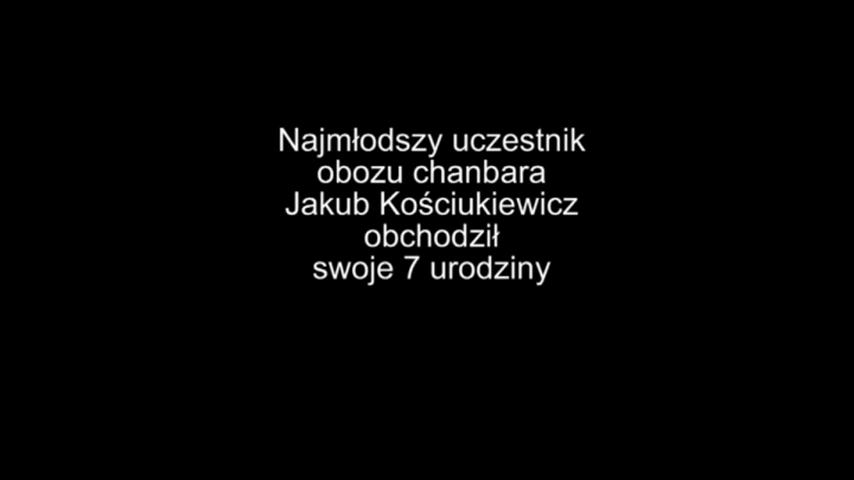 Najmłodszy uczestnik
obozu chanbara
Jakub Kościukiewicz
obchodził
swoje 7 urodziny